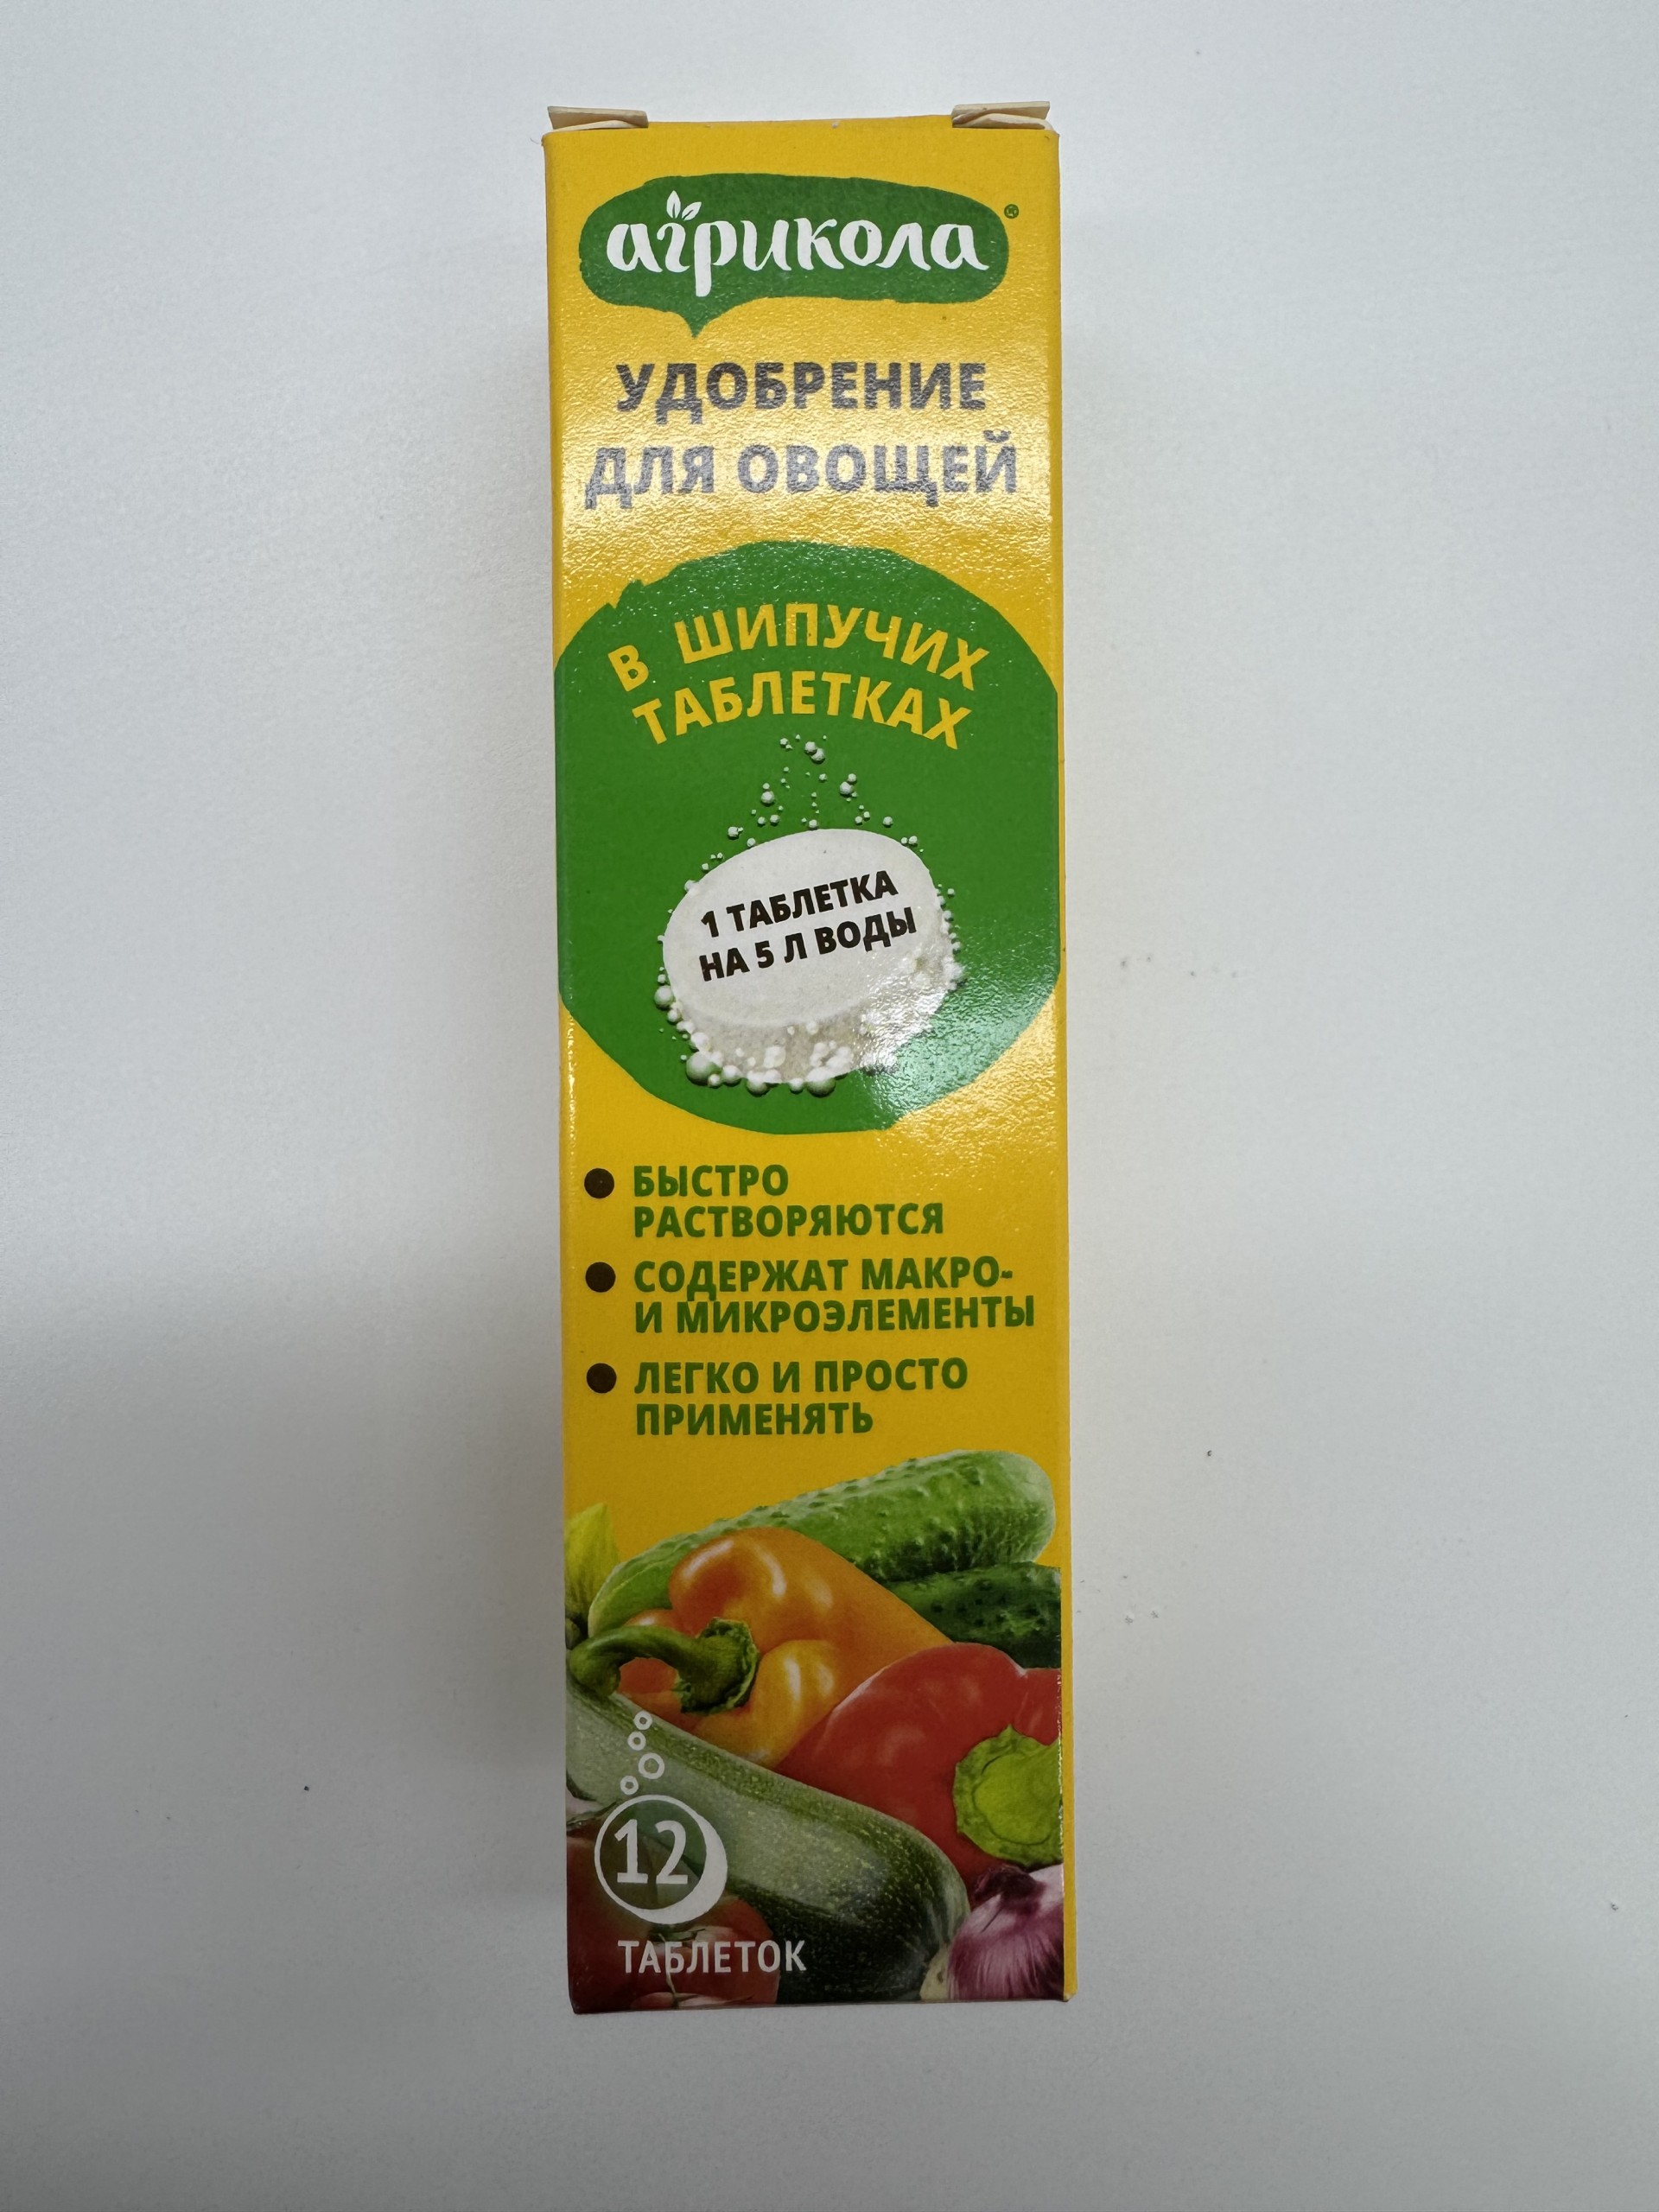 агрикола®
УДОБРЕНИЕ
ДЛЯ ОВОЩЕЙ
В ШИПУЧИХ
ТАБЛЕТКАХ
1 ТАБЛЕТКА
НА 5 Л ВОДЫ
● БЫСТРО
РАСТВОРЯЮТСЯ
● СОДЕРЖАТ МАКРО-
И МИКРОЭЛЕМЕНТЫ
● ЛЕГКО И ПРОСТО
ПРИМЕНЯТЬ
12
ТАБЛЕТОК